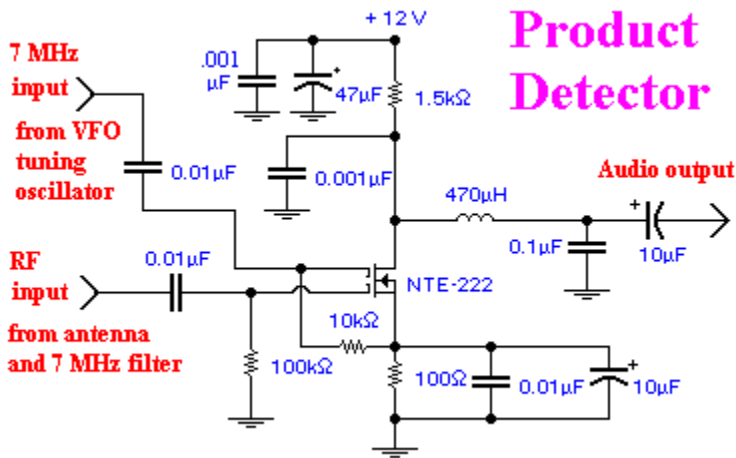 +12V
Product
Detector
7 MHz
input
from VFO
tuning
oscillator
.001
µF
47µF
+
1.5kΩ
0.01µF
0.001µF
470µH
Audio output
+
0.1µF
10µF
RF
input
from antenna
and 7 MHz filter
0.01µF
NTE-222
10kΩ
100kΩ
100Ω
0.01µF
+
10µF